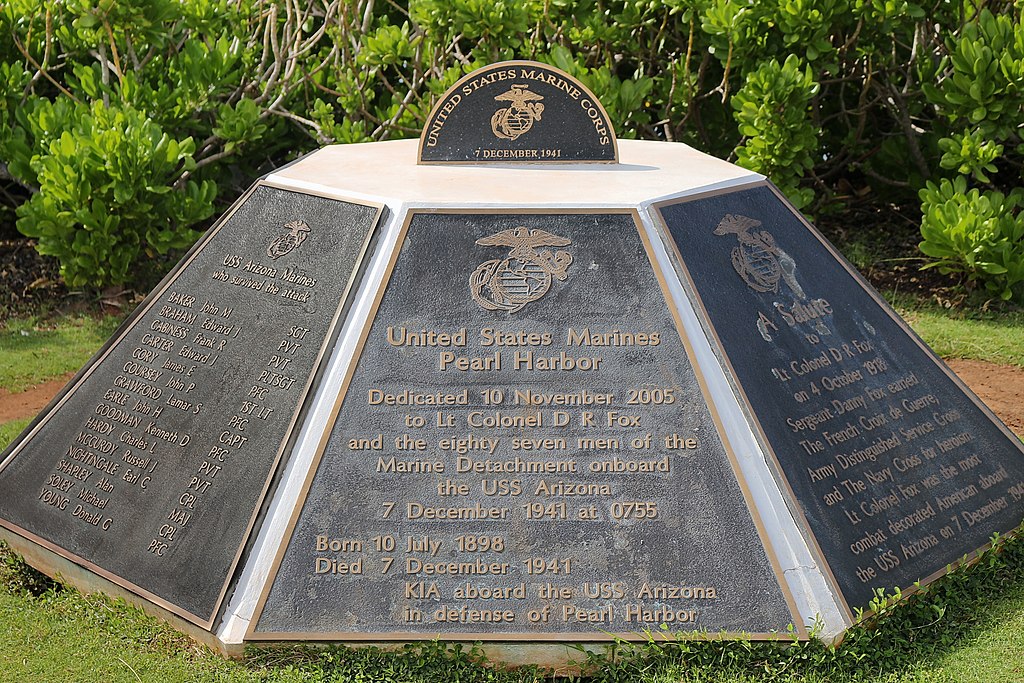 UNITED STATES MARINE CORPS
7 DECEMBER 1941
USS Arizona Marines
who survived the attack
BAKER John M SGT
BRAHAM Edward J PVT
CABINESS Frank R PVT
CARTER Edward J PLTSGT
CORY James E PFC
COURSEY John P 1ST LT
CRAWFORD Lamar S PFC
EARLE John H CAPT
Kenneth D PFC
HARDY Charles L PVT
MCCURDY Russell J PVT
NIGHTINGALE Earl C CPL
SHAPLEY Alan MAJ
SOLEY Michael CPL
YOUNG Donald G PFC
United States Marines
Pearl Harbor
Dedicated 10 November 2005
to Lt Colonel D R Fox
and the eighty seven men of the
Marine Detachment onboard
the USS Arizona
7 December 1941 at 0755
Born 10 July 1898
Died 7 December 1941
KIA aboard the USS Arizona
in defense of Pearl Harbor
A Salute
to
Lt Colonel D R Fox
on 4 October 1918
Sergeant Danny Fox earned
The French Croix de Guerre,
Army Distinguished Service Cross
and The Navy Cross for heroism.
Lt Colonel Fox was the most
combat decorated American aboard
the USS Arizona on 7 December 1941